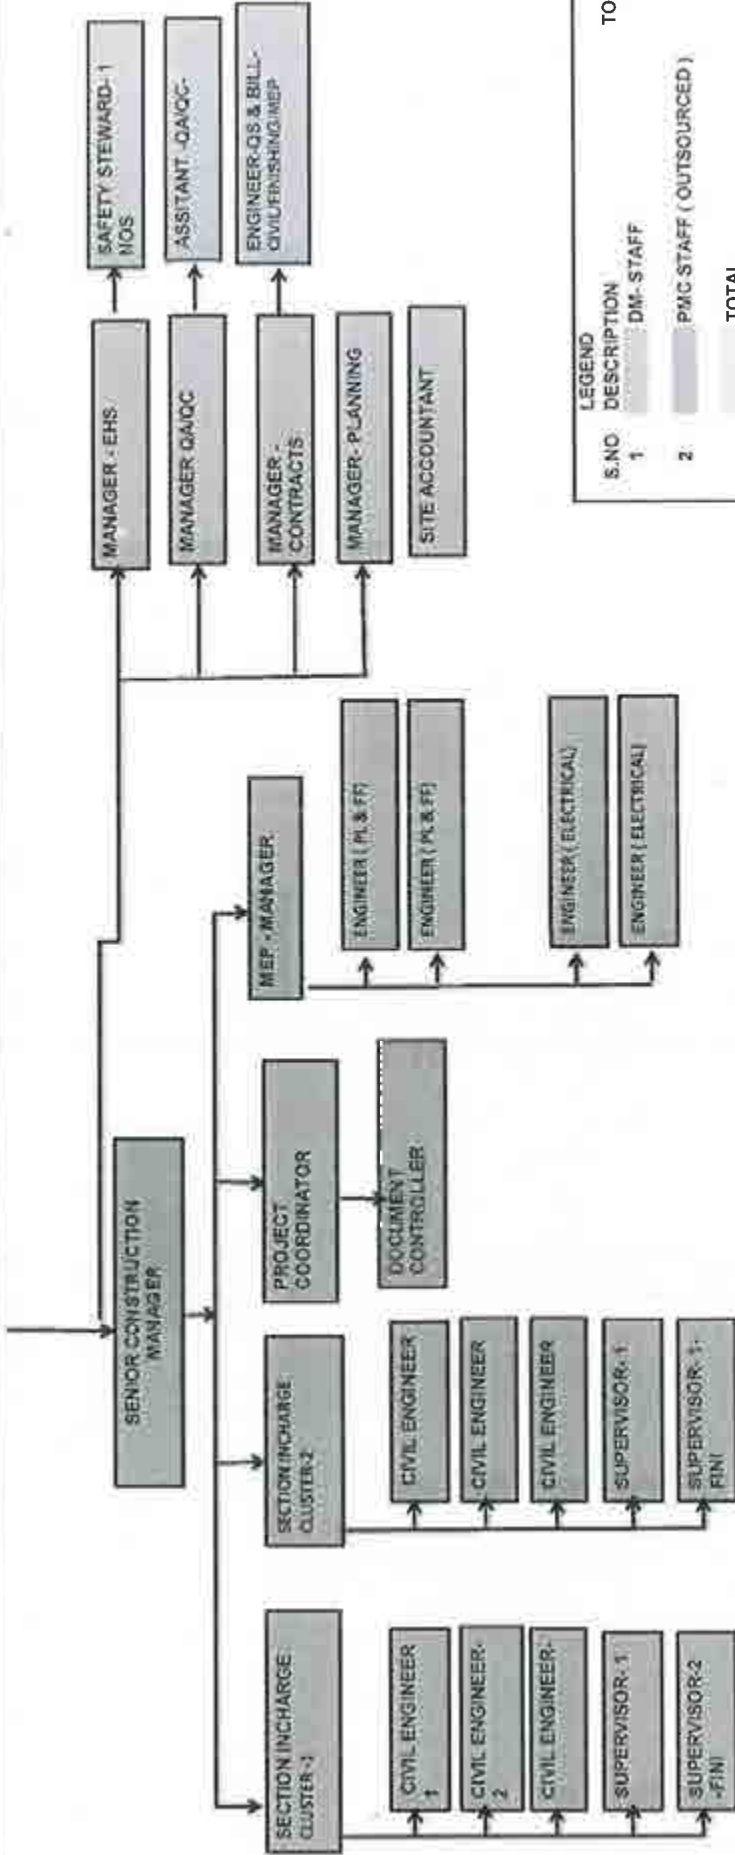 SENIOR CONSTRUCTION
MANAGER
SECTION INCHARGE
CLUSTER-1
CIVIL ENGINEER
1
CIVIL ENGINEER-
2
CIVIL ENGINEER-
SUPERVISOR- 1
SUPERVISOR-2
-FINI
SECTION INCHARGE
CLUSTER-2
CIVIL ENGINEER
CIVIL ENGINEER
CIVIL ENGINEER
SUPERVISOR- 1
SUPERVISOR- 1-
FINI
PROJECT
COORDINATOR
DOCUMENT
CONTROLLER
MEP - MANAGER
ENGINEER ( PL & FF)
ENGINEER ( PL & FF)
ENGINEER ( ELECTRICAL)
ENGINEER ( ELECTRICAL)
MANAGER - EHS
MANAGER QA/QC
MANAGER -
CONTRACTS
MANAGER- PLANNING
SITE ACCOUNTANT
SAFETY STEWARD- 1
NOS
ASSITANT -QA/QC-
ENGINEER-QS & BILL-
CIVIL/FINISHING/MEP
LEGEND
S.NO DESCRIPTION TO
1 DM- STAFF
2 PMC STAFF ( OUTSOURCED )
TOTAL